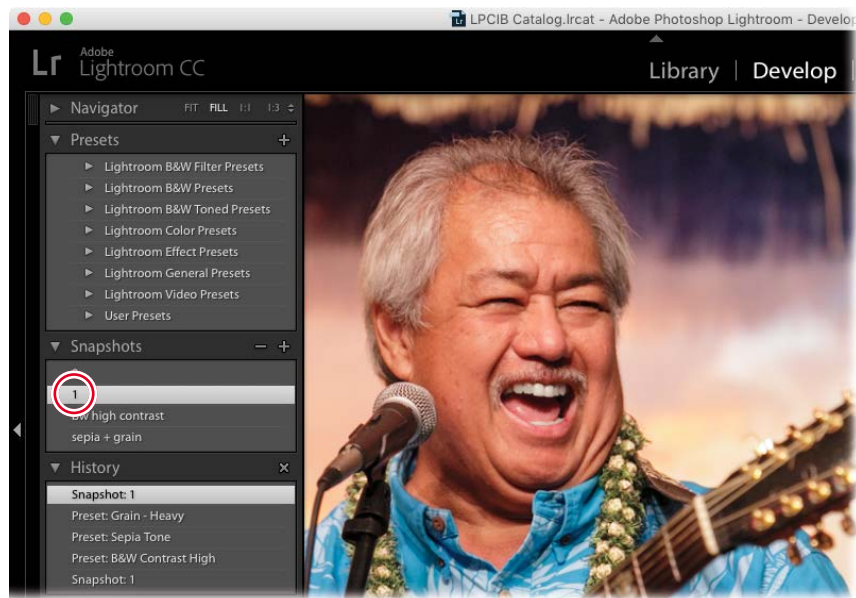 LPCIB Catalog.lrcat - Adobe Photoshop Lightroom - Develo
Lr Adobe
Lightroom CC
Library | Develop
Navigator FIT FILL 1:1 1:3
Presets +
Lightroom B&W Filter Presets
Lightroom B&W Presets
Lightroom B&W Toned Presets
Lightroom Color Presets
Lightroom Effect Presets
Lightroom General Presets
Lightroom Video Presets
User Presets
Snapshots − +
1
high contrast
sepia + grain
History ×
Snapshot: 1
Preset: Grain - Heavy
Preset: Sepia Tone
Preset: B&W Contrast High
Snapshot: 1